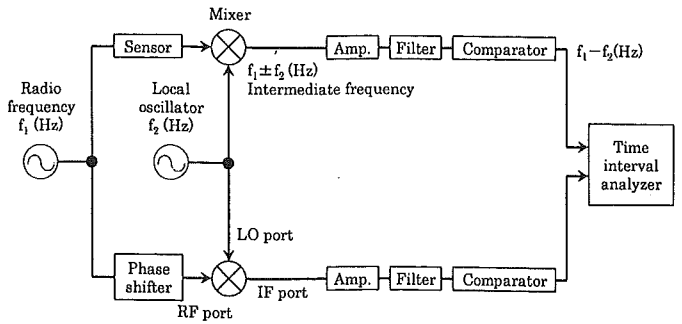 Mixer
Sensor
Amp.
Filter
Comparator
f₁−f₂(Hz)
f₁±f₂ (Hz)
Intermediate frequency
Radio
frequency
f₁ (Hz)
Local
oscillator
f₂ (Hz)
Time
interval
analyzer
LO port
Phase
shifter
RF port
IF port
Amp.
Filter
Comparator